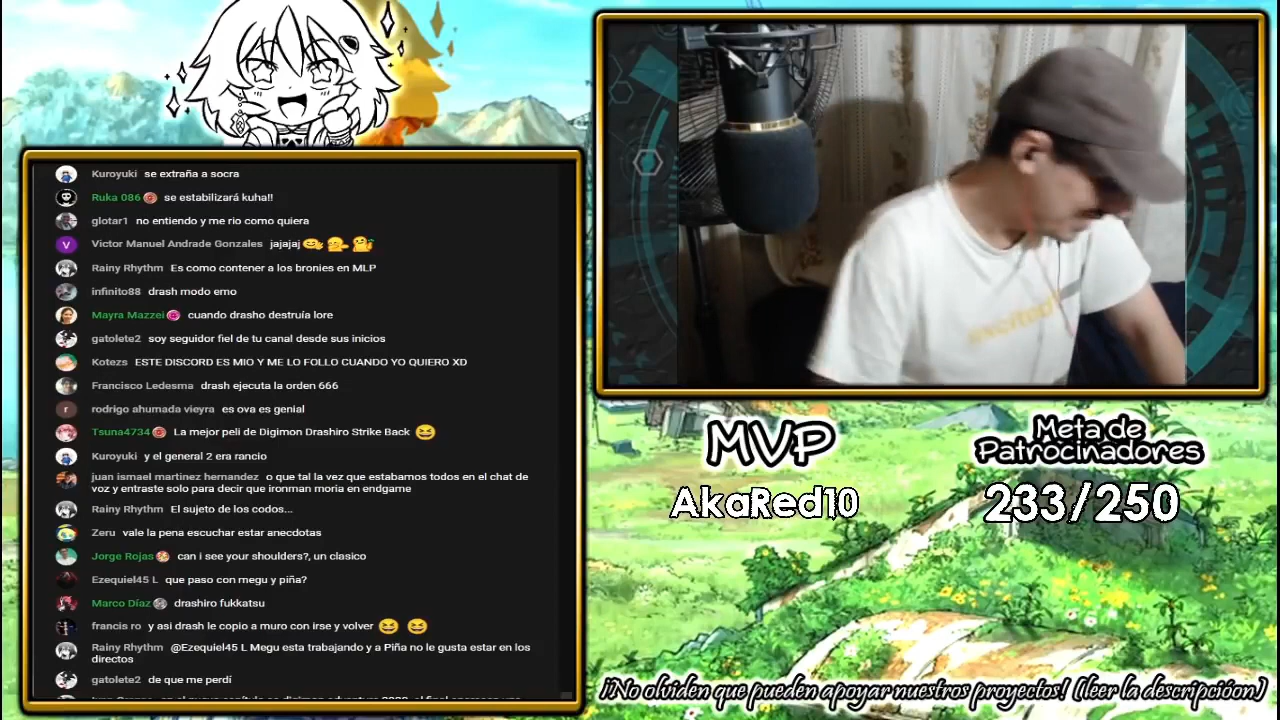 Kuroyuki se extraña a socra
Ruka 086 se estabilizará kuha!!
glotar1 no entiendo y me rio como quiera
V Victor Manuel Andrade Gonzales jajajaj
Rainy Rhythm Es como contener a los bronies en MLP
infinito88 drash modo emo
Mayra Mazzei cuando drasho destruía lore
gatolete2 soy seguidor fiel de tu canal desde sus inicios
Kotezs ESTE DISCORD ES MIO Y ME LO FOLLO CUANDO YO QUIERO XD
Francisco Ledesma drash ejecuta la orden 666
r rodrigo ahumada vieyra es ova es genial
Tsuna4734 La mejor peli de Digimon Drashiro Strike Back
Kuroyuki y el general 2 era rancio
juan ismael martinez hernandez o que tal la vez que estabamos todos en el chat de
voz y entraste solo para decir que ironman moria en endgame
Rainy Rhythm El sujeto de los codos...
Zeru vale la pena escuchar estar anecdotas
Jorge Rojas can i see your shoulders?, un clasico
Ezequiel45 L que paso con megu y piña?
Marco Díaz drashiro fukkatsu
francis ro y asi drash le copio a muro con irse y volver
Rainy Rhythm @Ezequiel45 L Megu esta trabajando y a Piña no le gusta estar en los
directos
gatolete2 de que me perdí
MVP
AkaRed10
Meta de
Patrocinadores
233/250
¡¡No olviden que pueden apoyar nuestros proyectos! (leer la descripcióon)